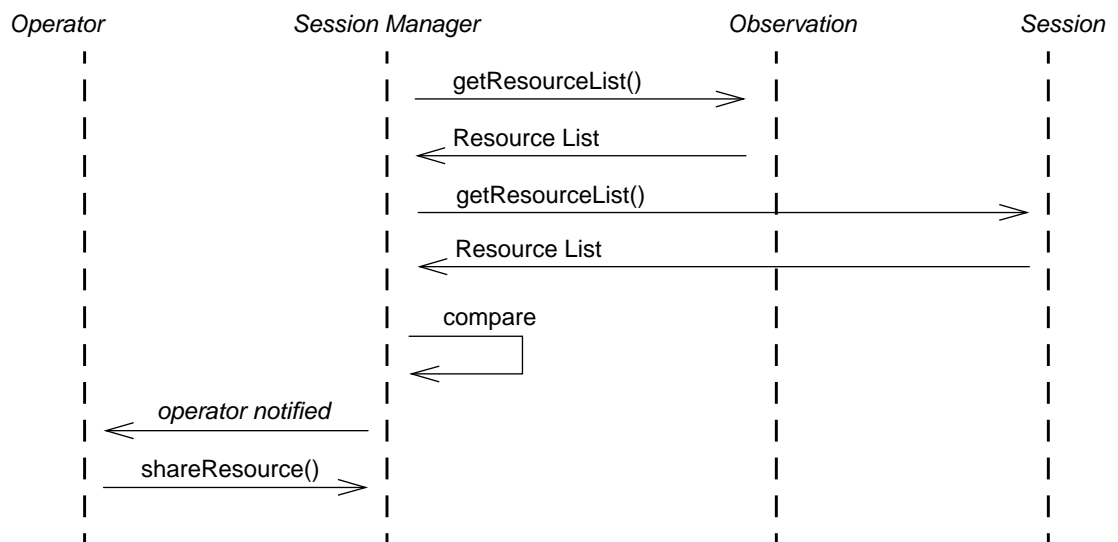 Operator
Session Manager
Observation
Session
getResourceList()
Resource List
getResourceList()
Resource List
compare
operator notified
shareResource()